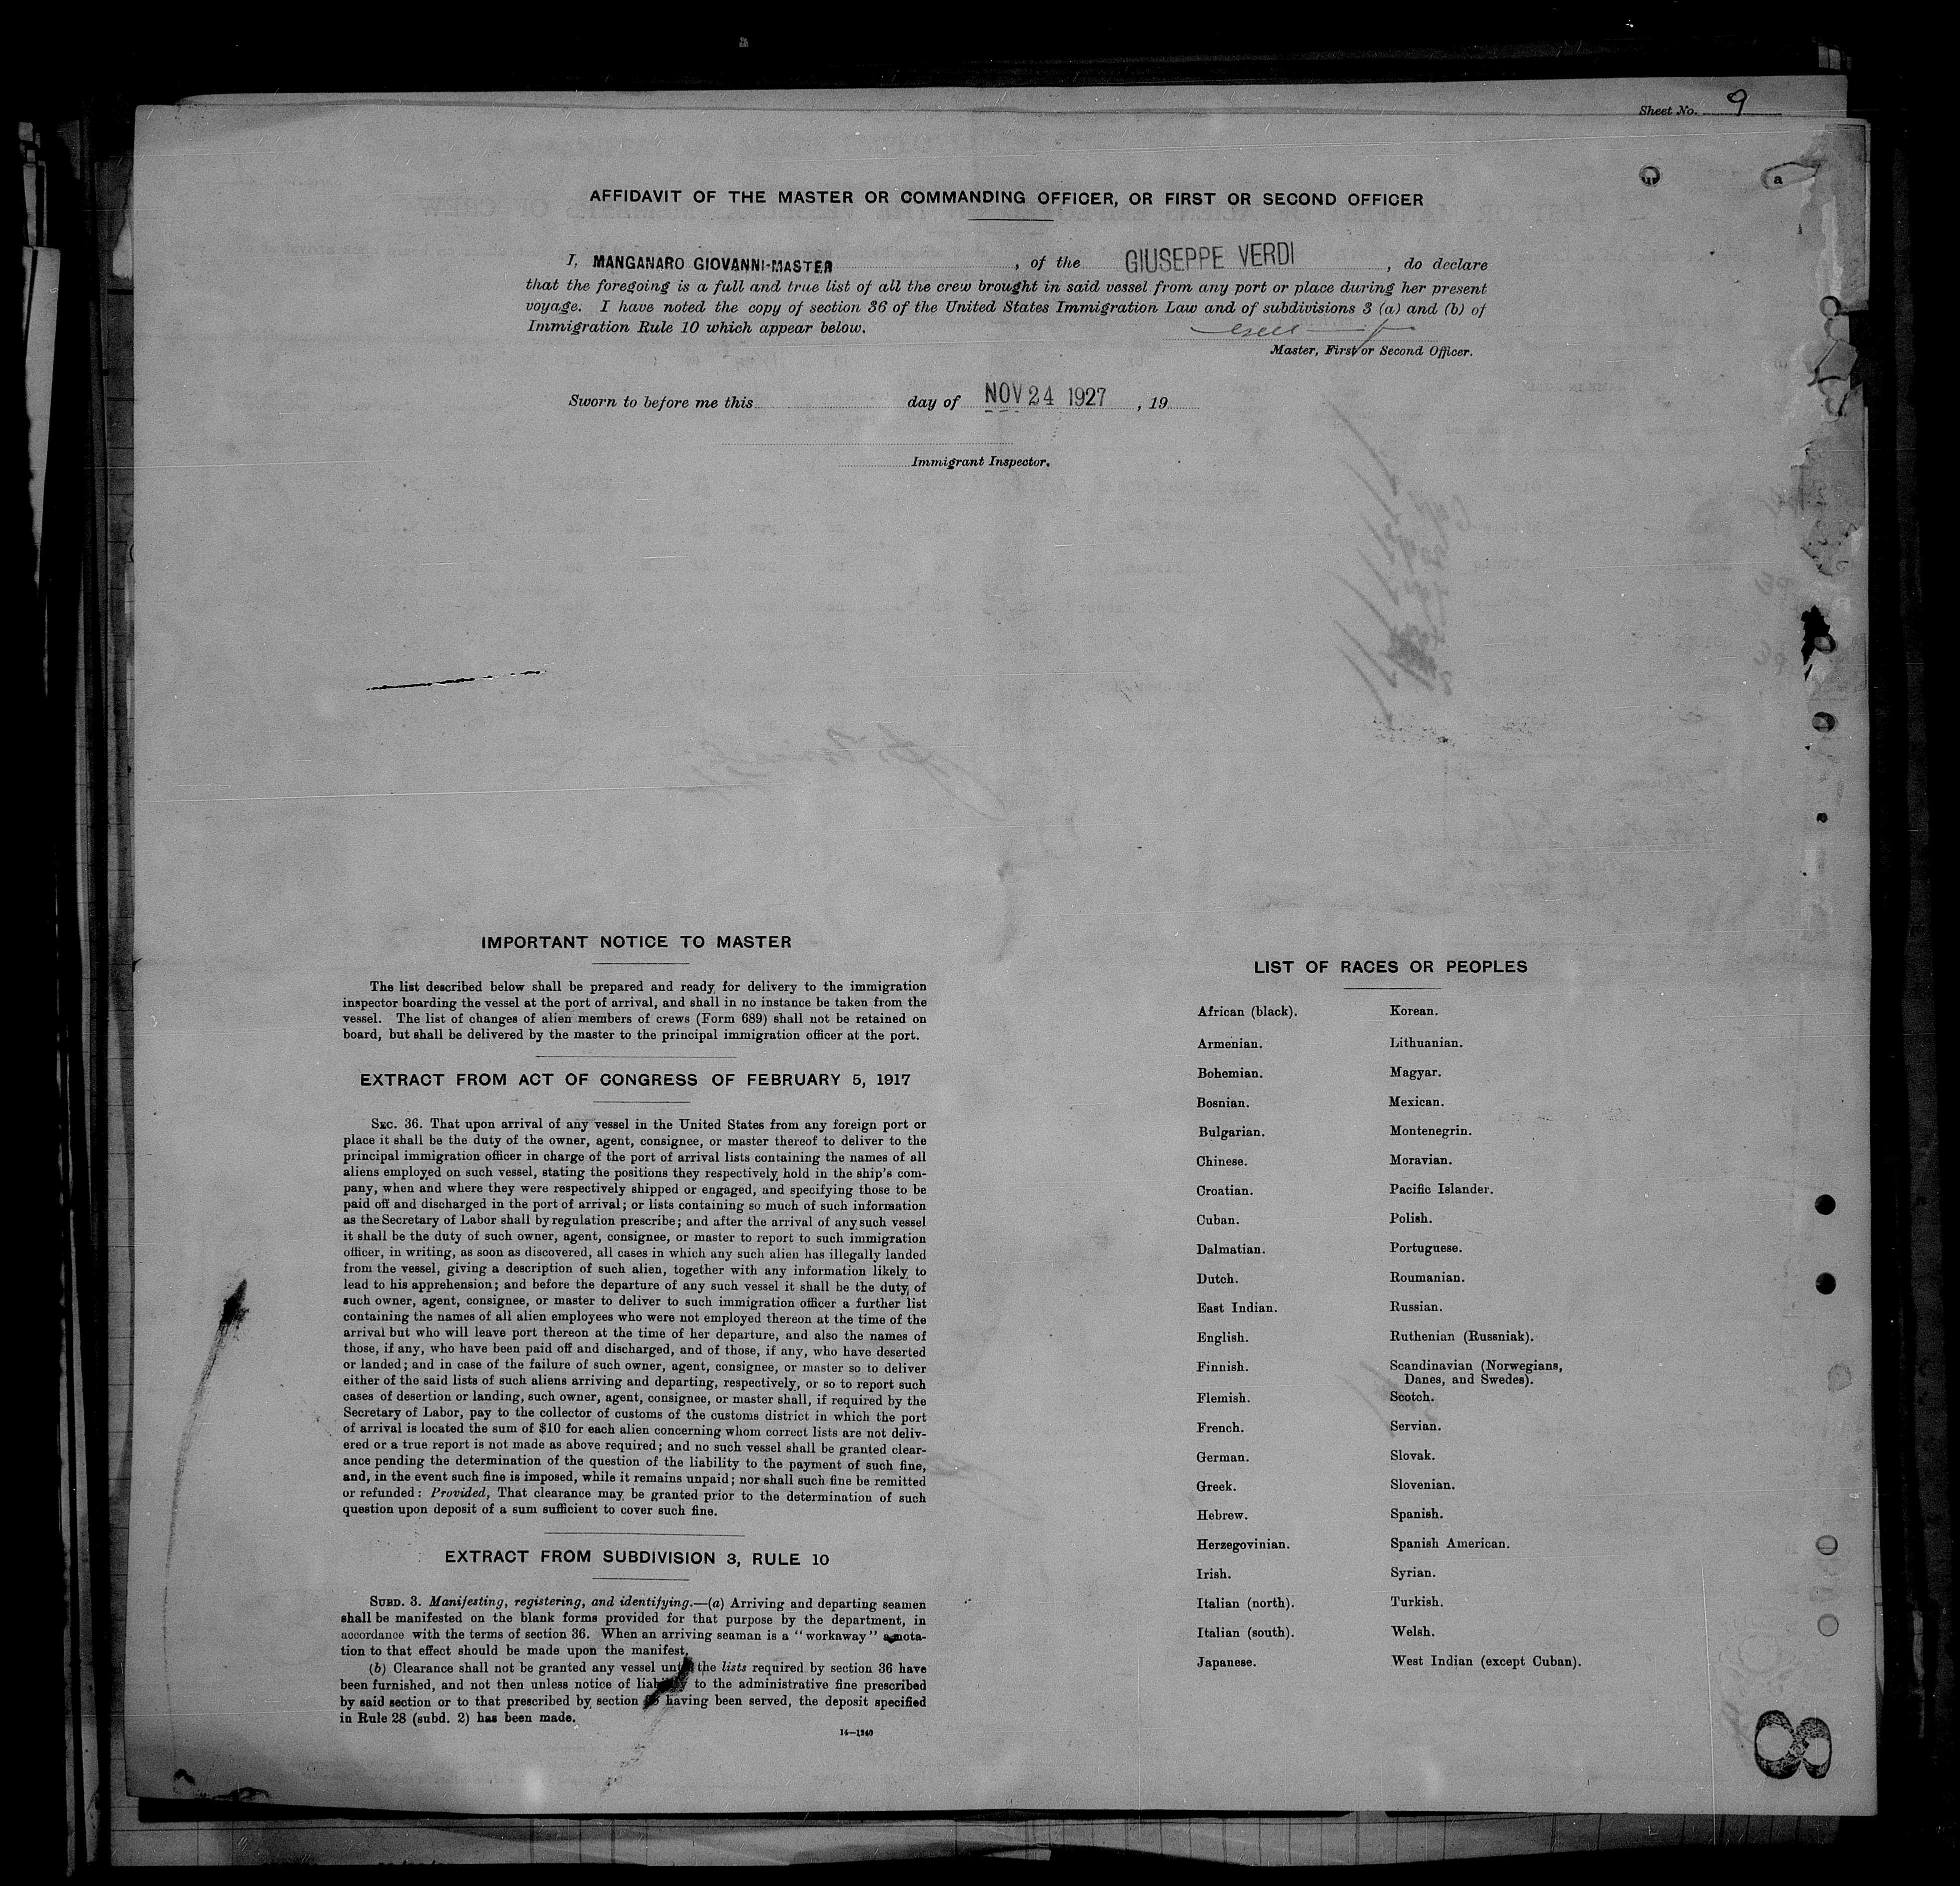 Sheet No. 9
AFFIDAVIT OF THE MASTER OR COMMANDING OFFICER, OR FIRST OR SECOND OFFICER
I, MANGANARO GIOVANNI-MASTER, of the GIUSEPPE VERDI, do declare
that the foregoing is a full and true list of all the crew brought in said vessel from any port or place during her present
voyage. I have noted the copy of section 36 of the United States Immigration Law and of subdivisions 3 (a) and (b) of
Immigration Rule 10 which appear below.
Master, First or Second Officer.
Sworn to before me this day of NOV 24 1927, 19
Immigrant Inspector.
IMPORTANT NOTICE TO MASTER
The list described below shall be prepared and ready for delivery to the immigration
inspector boarding the vessel at the port of arrival, and shall in no instance be taken from the
vessel. The list of changes of alien members of crews (Form 689) shall not be retained on
board, but shall be delivered by the master to the principal immigration officer at the port.
EXTRACT FROM ACT OF CONGRESS OF FEBRUARY 5, 1917
SEC. 36. That upon arrival of any vessel in the United States from any foreign port or
place it shall be the duty of the owner, agent, consignee, or master thereof to deliver to the
principal immigration officer in charge of the port of arrival lists containing the names of all
aliens employed on such vessel, stating the positions they respectively hold in the ship's com-
pany, when and where they were respectively shipped or engaged, and specifying those to be
paid off and discharged in the port of arrival; or lists containing so much of such information
as the Secretary of Labor shall by regulation prescribe; and after the arrival of any such vessel
it shall be the duty of such owner, agent, consignee, or master to report to such immigration
officer, in writing, as soon as discovered, all cases in which any such alien has illegally landed
from the vessel, giving a description of such alien, together with any information likely to
lead to his apprehension; and before the departure of any such vessel it shall be the duty of
such owner, agent, consignee, or master to deliver to such immigration officer a further list
containing the names of all alien employees who were not employed thereon at the time of the
arrival but who will leave port thereon at the time of her departure, and also the names of
those, if any, who have been paid off and discharged, and of those, if any, who have deserted
or landed; and in case of the failure of such owner, agent, consignee, or master so to deliver
either of the said lists of such aliens arriving and departing, respectively, or so to report such
cases of desertion or landing, such owner, agent, consignee, or master shall, if required by the
Secretary of Labor, pay to the collector of customs of the customs district in which the port
of arrival is located the sum of $10 for each alien concerning whom correct lists are not deliv-
ered or a true report is not made as above required; and no such vessel shall be granted clear-
ance pending the determination of the question of the liability to the payment of such fine,
and, in the event such fine is imposed, while it remains unpaid; nor shall such fine be remitted
or refunded: Provided, That clearance may be granted prior to the determination of such
question upon deposit of a sum sufficient to cover such fine.
EXTRACT FROM SUBDIVISION 3, RULE 10
SUBD. 3. Manifesting, registering, and identifying.—(a) Arriving and departing seamen
shall be manifested on the blank forms provided for that purpose by the department, in
accordance with the terms of section 36. When an arriving seaman is a "workaway" a nota-
tion to that effect should be made upon the manifest.
(b) Clearance shall not be granted any vessel until the lists required by section 36 have
been furnished, and not then unless notice of liability to the administrative fine prescribed
by said section or to that prescribed by section having been served, the deposit specified
in Rule 28 (subd. 2) has been made.
14—1240
LIST OF RACES OR PEOPLES
African (black).
Armenian.
Bohemian.
Bosnian.
Bulgarian.
Chinese.
Croatian.
Cuban.
Dalmatian.
Dutch.
East Indian.
English.
Finnish.
Flemish.
French.
German.
Greek.
Hebrew.
Herzegovinian.
Irish.
Italian (north).
Italian (south).
Japanese.
Korean.
Lithuanian.
Magyar.
Mexican.
Montenegrin.
Moravian.
Pacific Islander.
Polish.
Portuguese.
Roumanian.
Russian.
Ruthenian (Russniak).
Scandinavian (Norwegians,
Danes, and Swedes).
Scotch.
Servian.
Slovak.
Slovenian.
Spanish.
Spanish American.
Syrian.
Turkish.
Welsh.
West Indian (except Cuban).